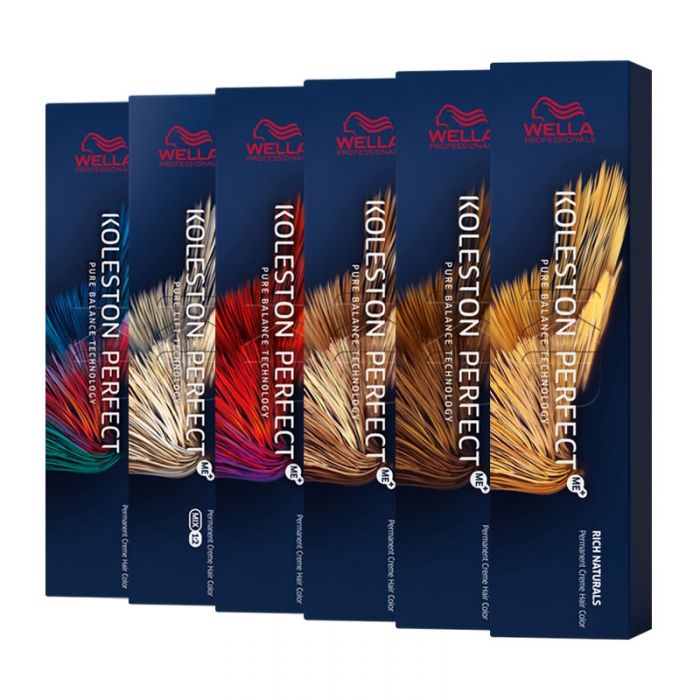 WELLA
PROFESSIONALS
KOLESTON PERFECT
PURE BALANCE TECHNOLOGY
Permanent Creme Hair Color
WELLA
PROFESSIONALS
KOLESTON PERFECT
PURE LIFT TECHNOLOGY
ME+
MIX 1:2
Permanent Creme Hair Color
WELLA
PROFESSIONALS
KOLESTON PERFECT
PURE BALANCE TECHNOLOGY
ME+
Permanent Creme Hair Color
WELLA
PROFESSIONALS
KOLESTON PERFECT
PURE BALANCE TECHNOLOGY
ME+
Permanent Creme Hair Color
WELLA
PROFESSIONALS
KOLESTON PERFECT
PURE BALANCE TECHNOLOGY
ME+
Permanent Creme Hair Color
WELLA
PROFESSIONALS
KOLESTON PERFECT
PURE BALANCE TECHNOLOGY
ME+
RICH NATURALS
Permanent Creme Hair Color